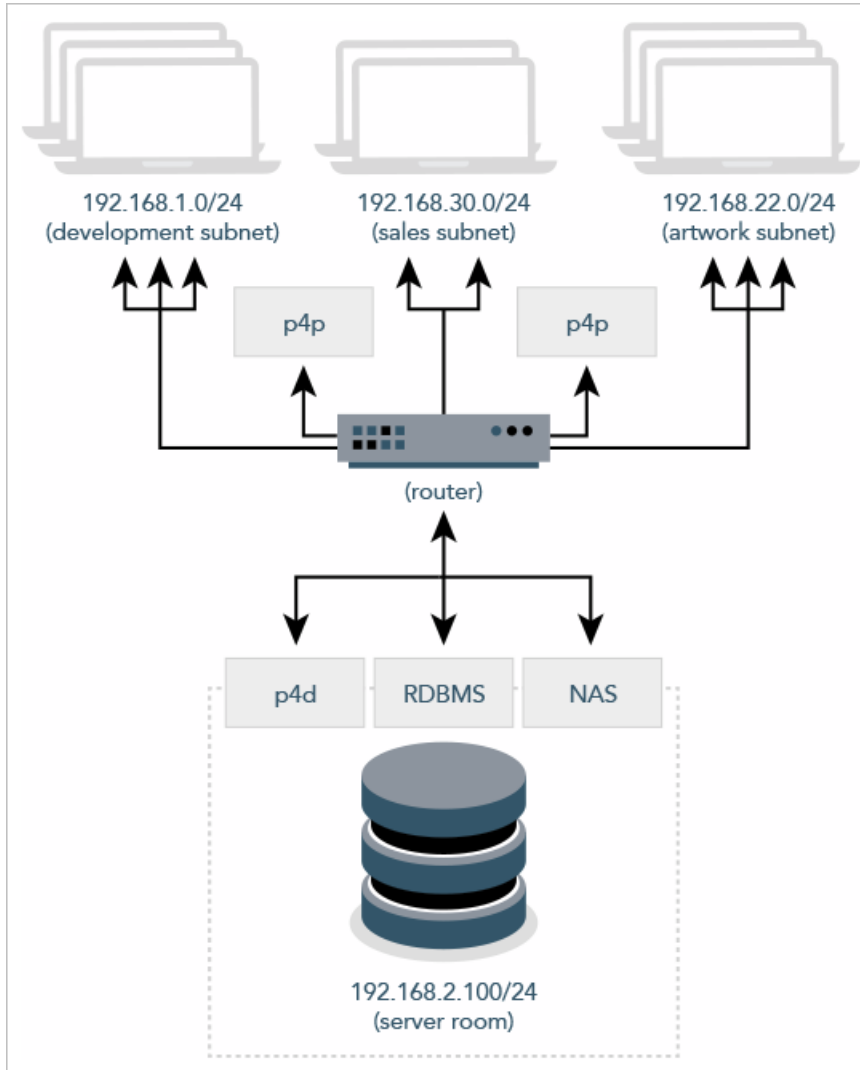 192.168.1.0/24
(development subnet)
192.168.30.0/24
(sales subnet)
192.168.22.0/24
(artwork subnet)
p4p
p4p
(router)
p4d
RDBMS
NAS
192.168.2.100/24
(server room)